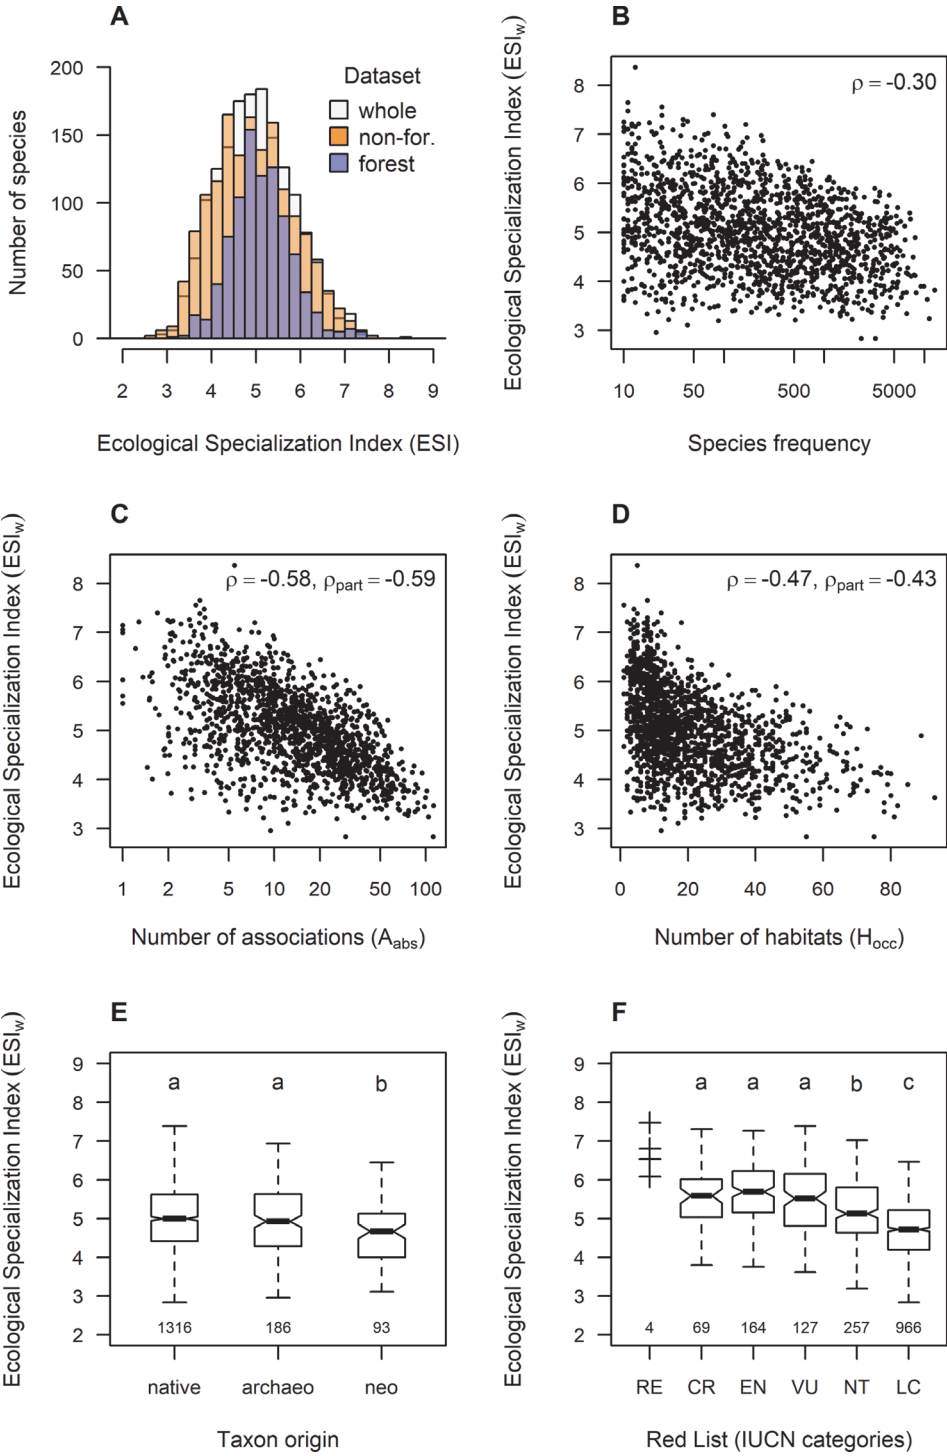 A
Number of species
200
150
100
50
0
Dataset
whole
non-for.
forest
2 3 4 5 6 7 8 9
Ecological Specialization Index (ESI)
B
Ecological Specialization Index (ESIw)
8
7
6
5
4
3
ρ = -0.30
10 50 500 5000
Species frequency
C
Ecological Specialization Index (ESIw)
8
7
6
5
4
3
ρ = -0.58, ρpart = -0.59
1 2 5 10 20 50 100
Number of associations (Aabs)
D
Ecological Specialization Index (ESIw)
8
7
6
5
4
3
ρ = -0.47, ρpart = -0.43
0 20 40 60 80
Number of habitats (Hocc)
E
Ecological Specialization Index (ESIw)
9
8
7
6
5
4
3
2
a a b
1316 186 93
native archaeo neo
Taxon origin
F
Ecological Specialization Index (ESIw)
9
8
7
6
5
4
3
2
a a a b c
4 69 164 127 257 966
RE CR EN VU NT LC
Red List (IUCN categories)